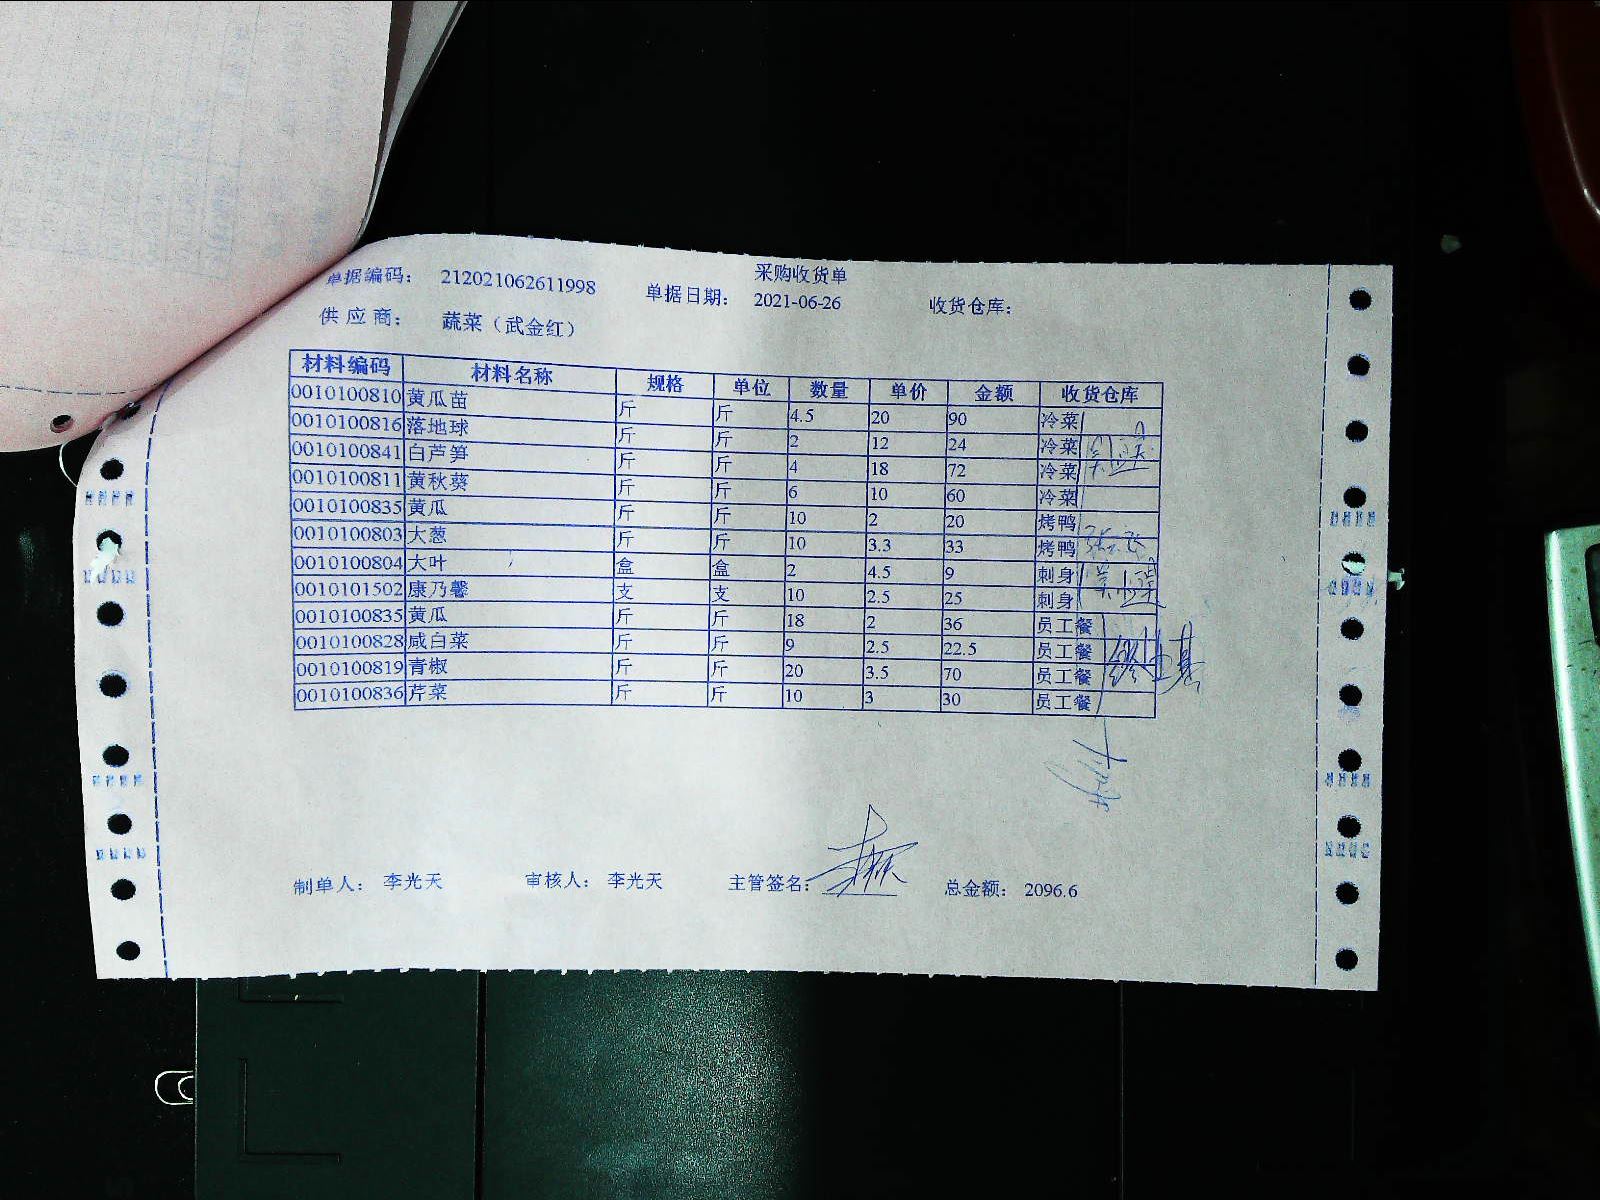 采购收货单
单据编码： 212021062611998 单据日期： 2021-06-26 收货仓库：
供应商： 蔬菜（武金红）
材料编码 材料名称 规格 单位 数量 单价 金额 收货仓库
0010100810 黄瓜苗 斤 斤 4.5 20 90 冷菜
0010100816 落地球 斤 斤 2 12 24 冷菜
0010100841 白芦笋 斤 斤 4 18 72 冷菜
0010100811 黄秋葵 斤 斤 6 10 60 冷菜
0010100835 黄瓜 斤 斤 10 2 20 烤鸭
0010100803 大葱 斤 斤 10 3.3 33 烤鸭
0010100804 大叶 盒 盒 2 4.5 9 刺身
0010101502 康乃馨 支 支 10 2.5 25 刺身
0010100835 黄瓜 斤 斤 18 2 36 员工餐
0010100828 咸白菜 斤 斤 9 2.5 22.5 员工餐
0010100819 青椒 斤 斤 20 3.5 70 员工餐
0010100836 芹菜 斤 斤 10 3 30 员工餐
制单人： 李光天 审核人： 李光天 主管签名： 总金额： 2096.6